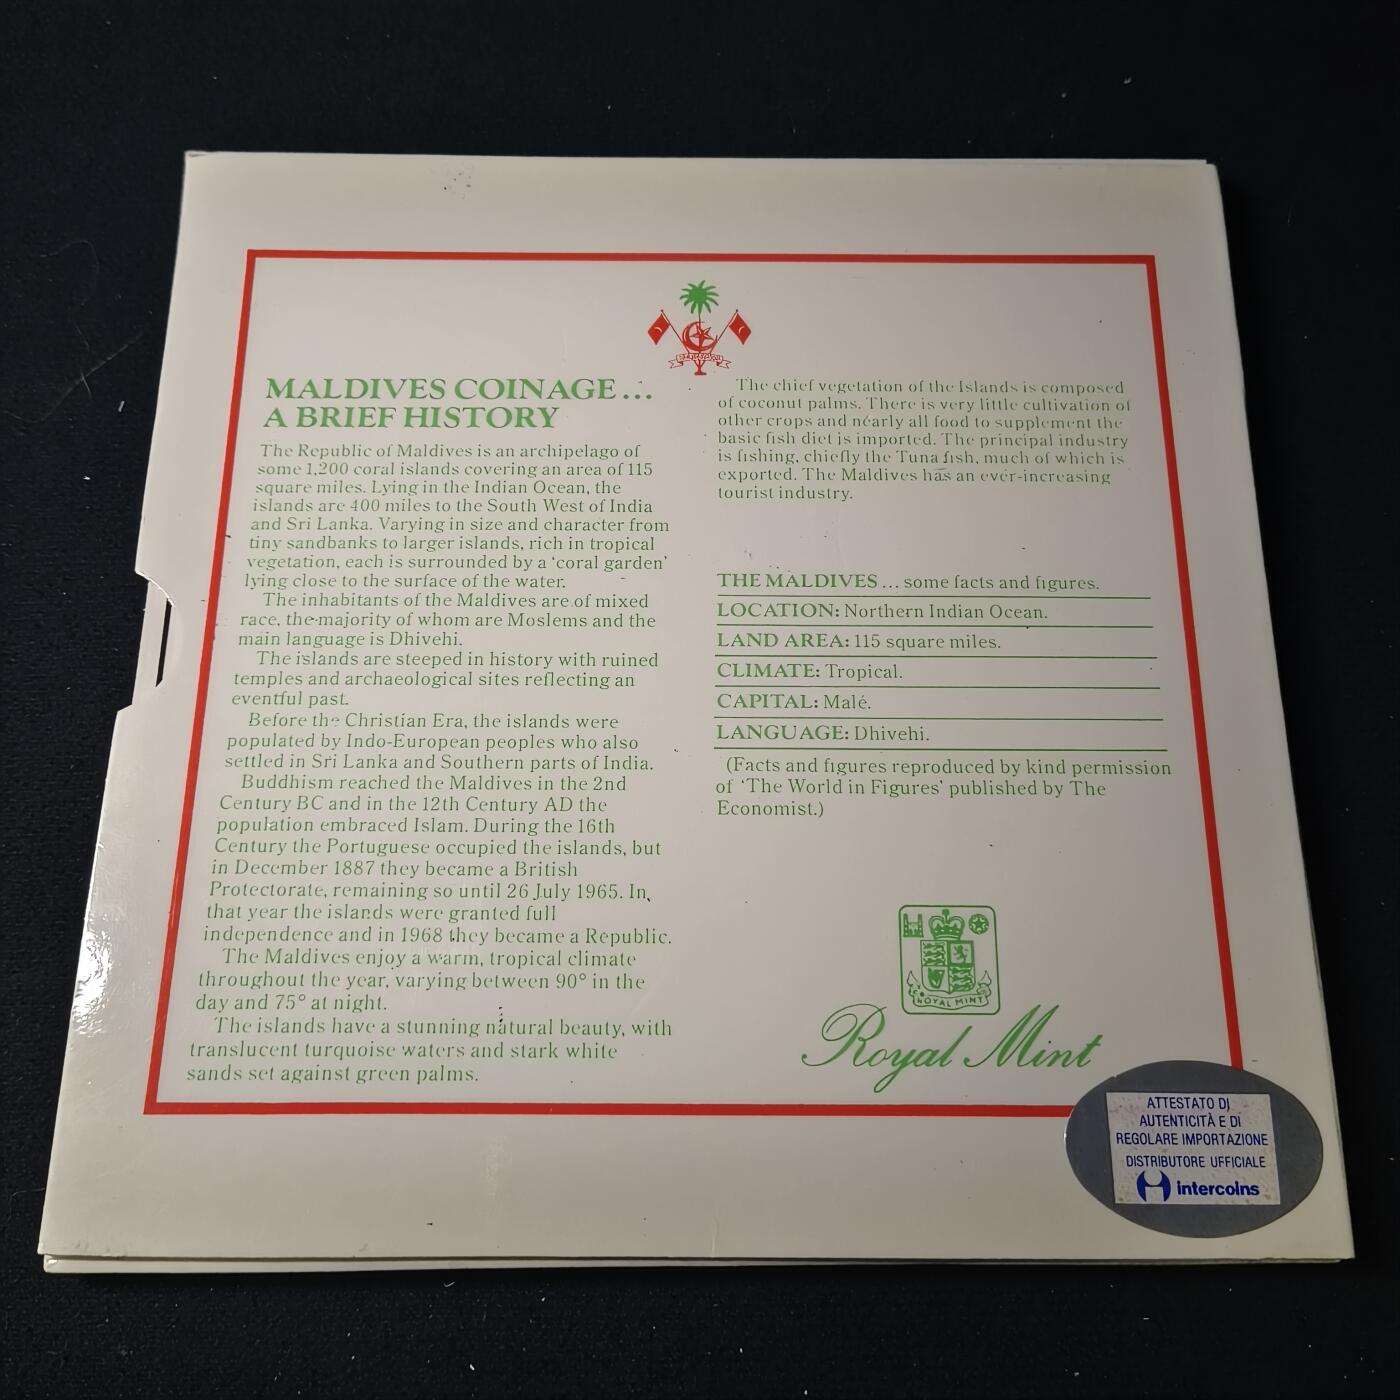 MALDIVES COINAGE...
A BRIEF HISTORY
The Republic of Maldives is an archipelago of
some 1,200 coral islands covering an area of 115
square miles. Lying in the Indian Ocean, the
islands are 400 miles to the South West of India
and Sri Lanka. Varying in size and character from
tiny sandbanks to larger islands, rich in tropical
vegetation, each is surrounded by a 'coral garden'
lying close to the surface of the water.
The inhabitants of the Maldives are of mixed
race, the majority of whom are Moslems and the
main language is Dhivehi.
The islands are steeped in history with ruined
temples and archaeological sites reflecting an
eventful past.
Before the Christian Era, the islands were
populated by Indo-European peoples who also
settled in Sri Lanka and Southern parts of India.
Buddhism reached the Maldives in the 2nd
Century BC and in the 12th Century AD the
population embraced Islam. During the 16th
Century the Portuguese occupied the islands, but
in December 1887 they became a British
Protectorate, remaining so until 26 July 1965. In
that year the islands were granted full
independence and in 1968 they became a Republic.
The Maldives enjoy a warm, tropical climate
throughout the year, varying between 90° in the
day and 75° at night.
The islands have a stunning natural beauty, with
translucent turquoise waters and stark white
sands set against green palms.
The chief vegetation of the Islands is composed
of coconut palms. There is very little cultivation of
other crops and nearly all food to supplement the
basic fish diet is imported. The principal industry
is fishing, chiefly the Tuna fish, much of which is
exported. The Maldives has an ever-increasing
tourist industry.
THE MALDIVES... some facts and figures.
LOCATION: Northern Indian Ocean.
LAND AREA: 115 square miles.
CLIMATE: Tropical.
CAPITAL: Malé.
LANGUAGE: Dhivehi.
(Facts and figures reproduced by kind permission
of 'The World in Figures' published by The
Economist.)
ROYAL MINT
Royal Mint
ATTESTATO DI
AUTENTICITÀ E DI
REGOLARE IMPORTAZIONE
DISTRIBUTORE UFFICIALE
intercoins